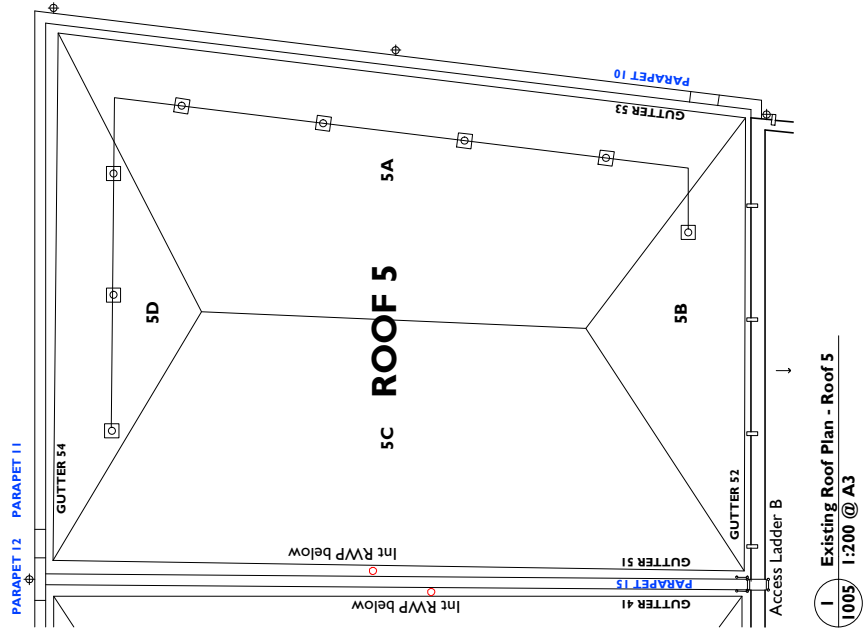 PARAPET 10
GUTTER 53
5A
5D
ROOF 5
5B
5C
GUTTER 54
PARAPET 11
PARAPET 12
GUTTER 52
Int RWP below
GUTTER 51
PARAPET 15
Int RWP below
GUTTER 41
Access Ladder B
1
1005
Existing Roof Plan - Roof 5
1:200 @ A3